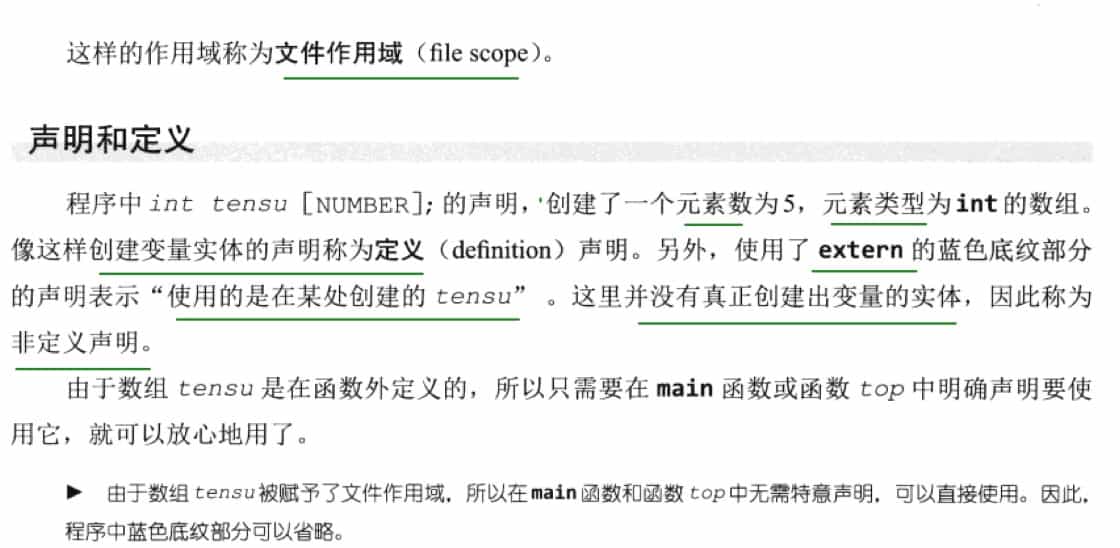 这样的作用域称为文件作用域（file scope）。
声明和定义
程序中 int tensu [NUMBER]; 的声明，创建了一个元素数为5，元素类型为 int 的数组。
像这样创建变量实体的声明称为定义（definition）声明。另外，使用了 extern 的蓝色底纹部分
的声明表示“使用的是在某处创建的 tensu” 。这里并没有真正创建出变量的实体，因此称为
非定义声明。
由于数组 tensu 是在函数外定义的，所以只需要在 main 函数或函数 top 中明确声明要使
用它，就可以放心地用了。
▶ 由于数组 tensu 被赋予了文件作用域，所以在 main 函数和函数 top 中无需特意声明，可以直接使用。因此，
程序中蓝色底纹部分可以省略。